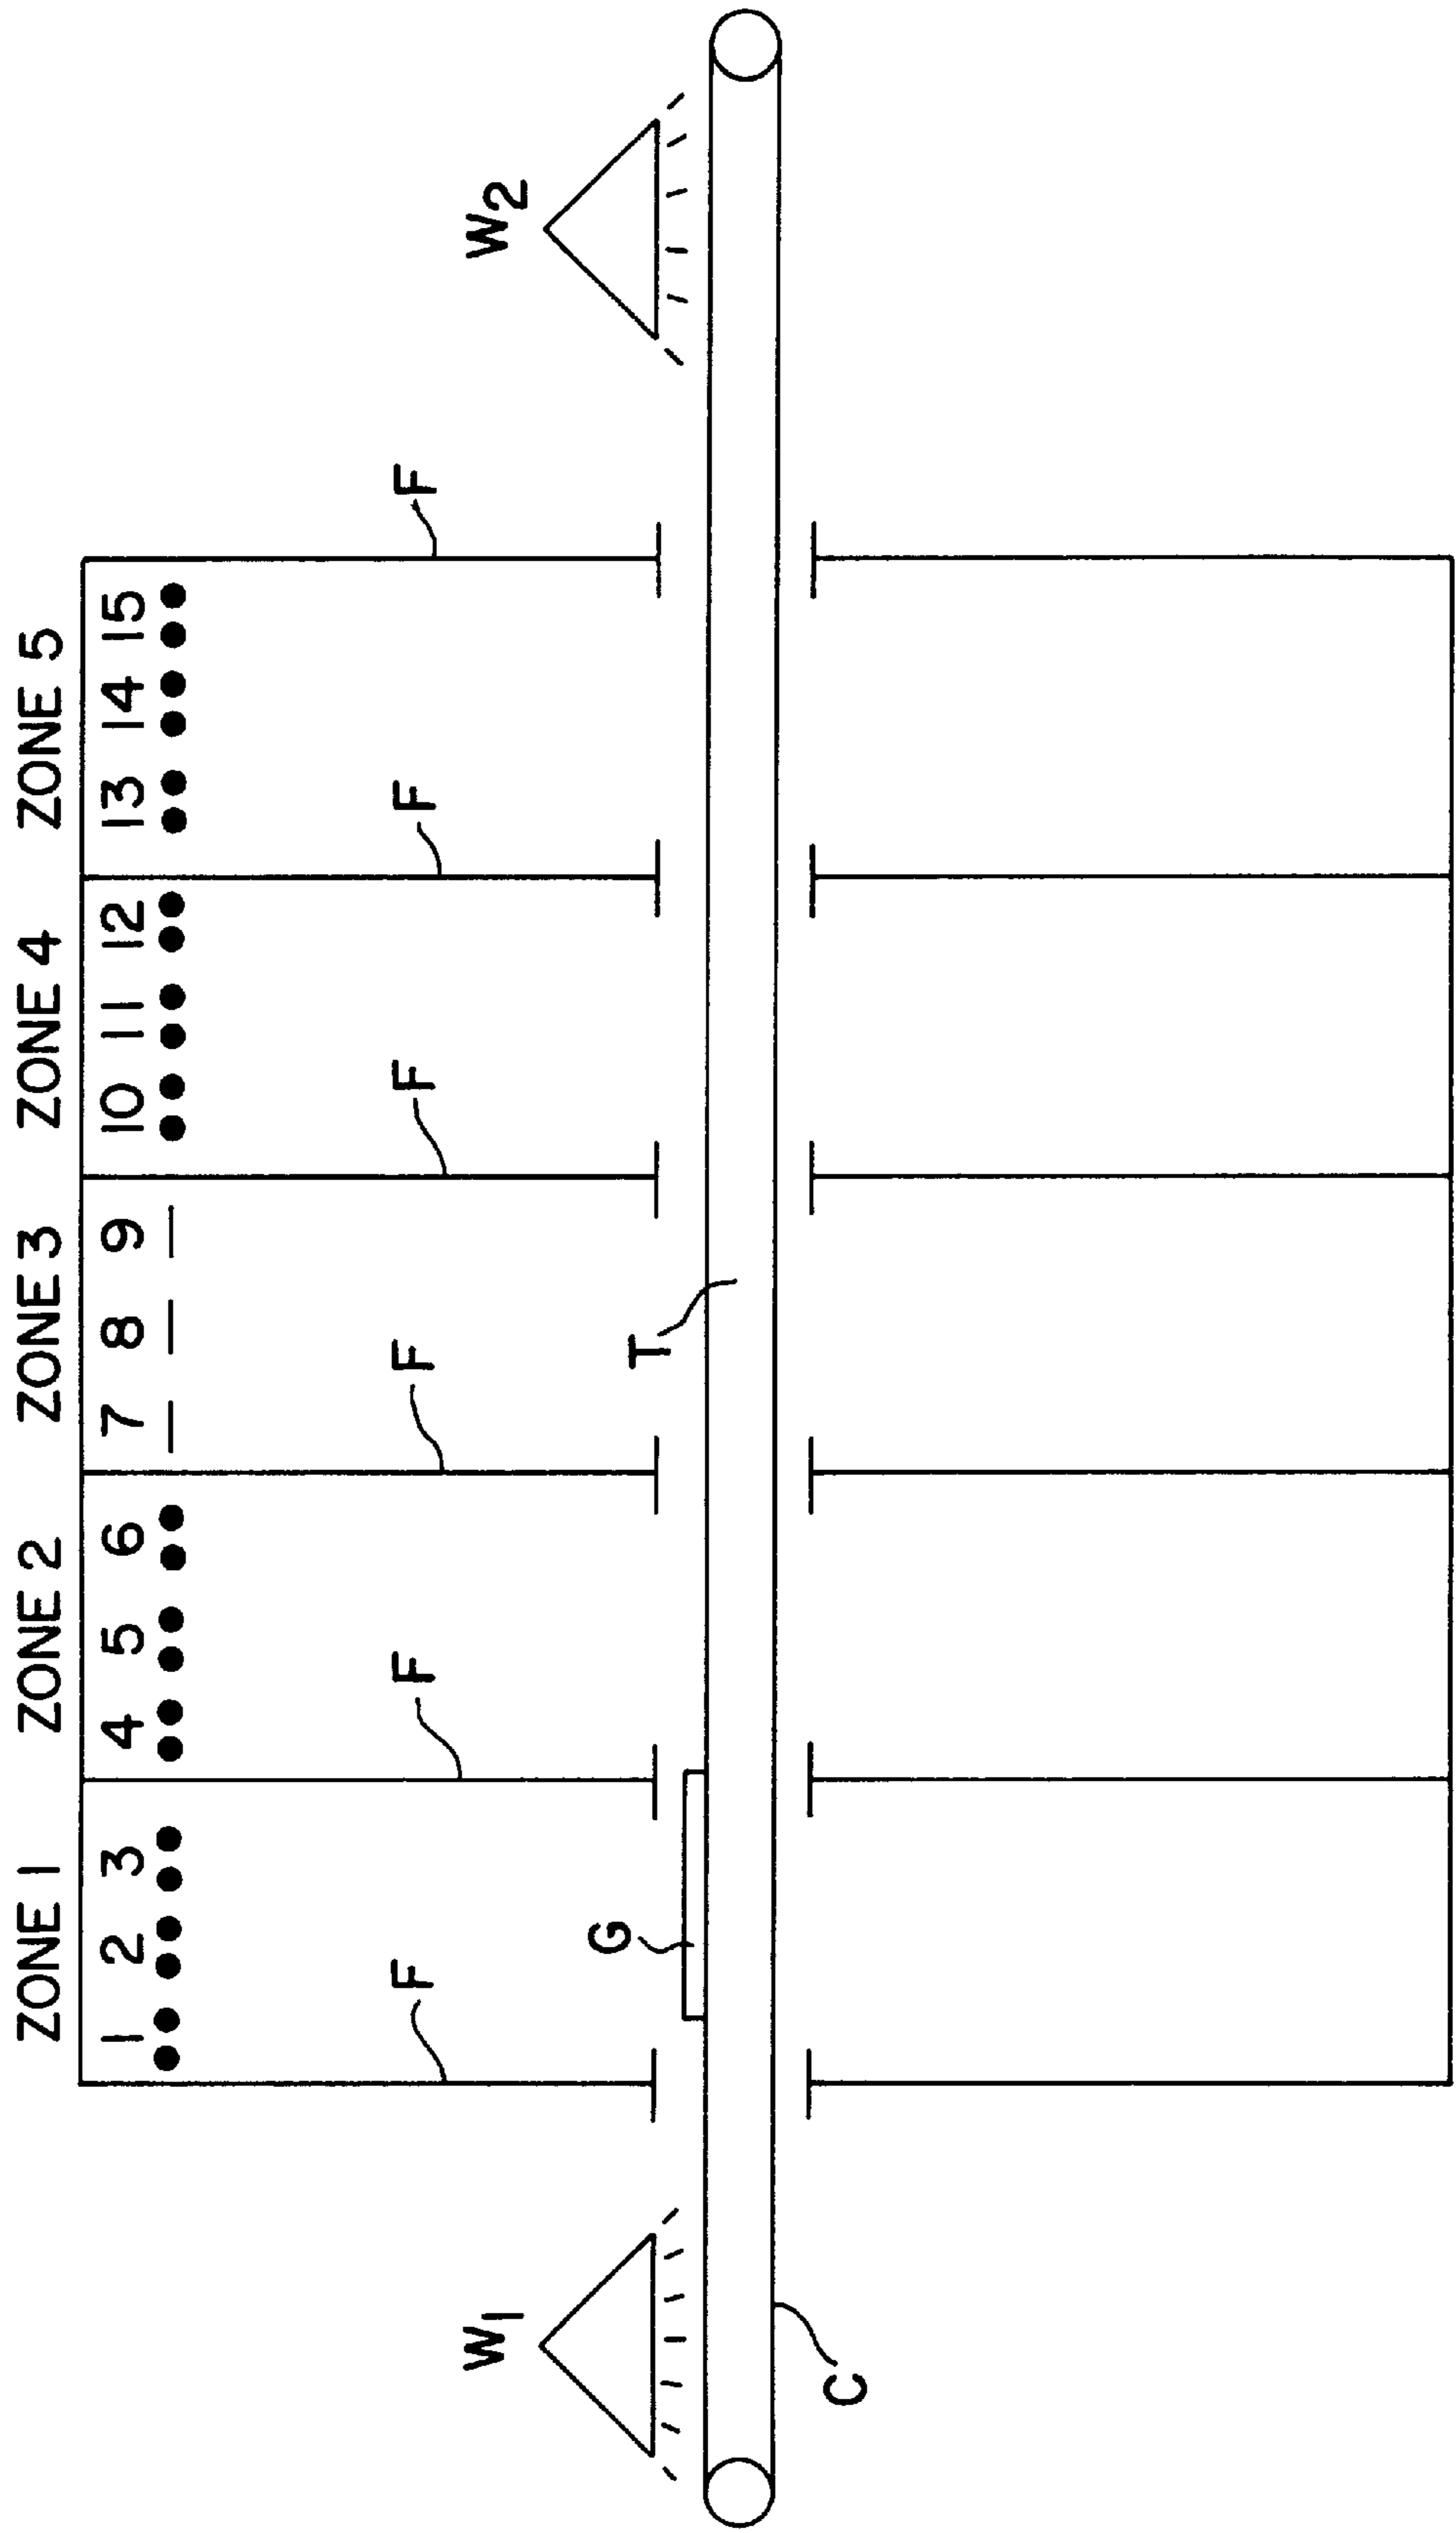 ZONE 1 ZONE 2 ZONE 3 ZONE 4 ZONE 5
1 2 3 4 5 6 7 8 9 10 11 12 13 14 15
F F F F F F
W1 W2
G T
C